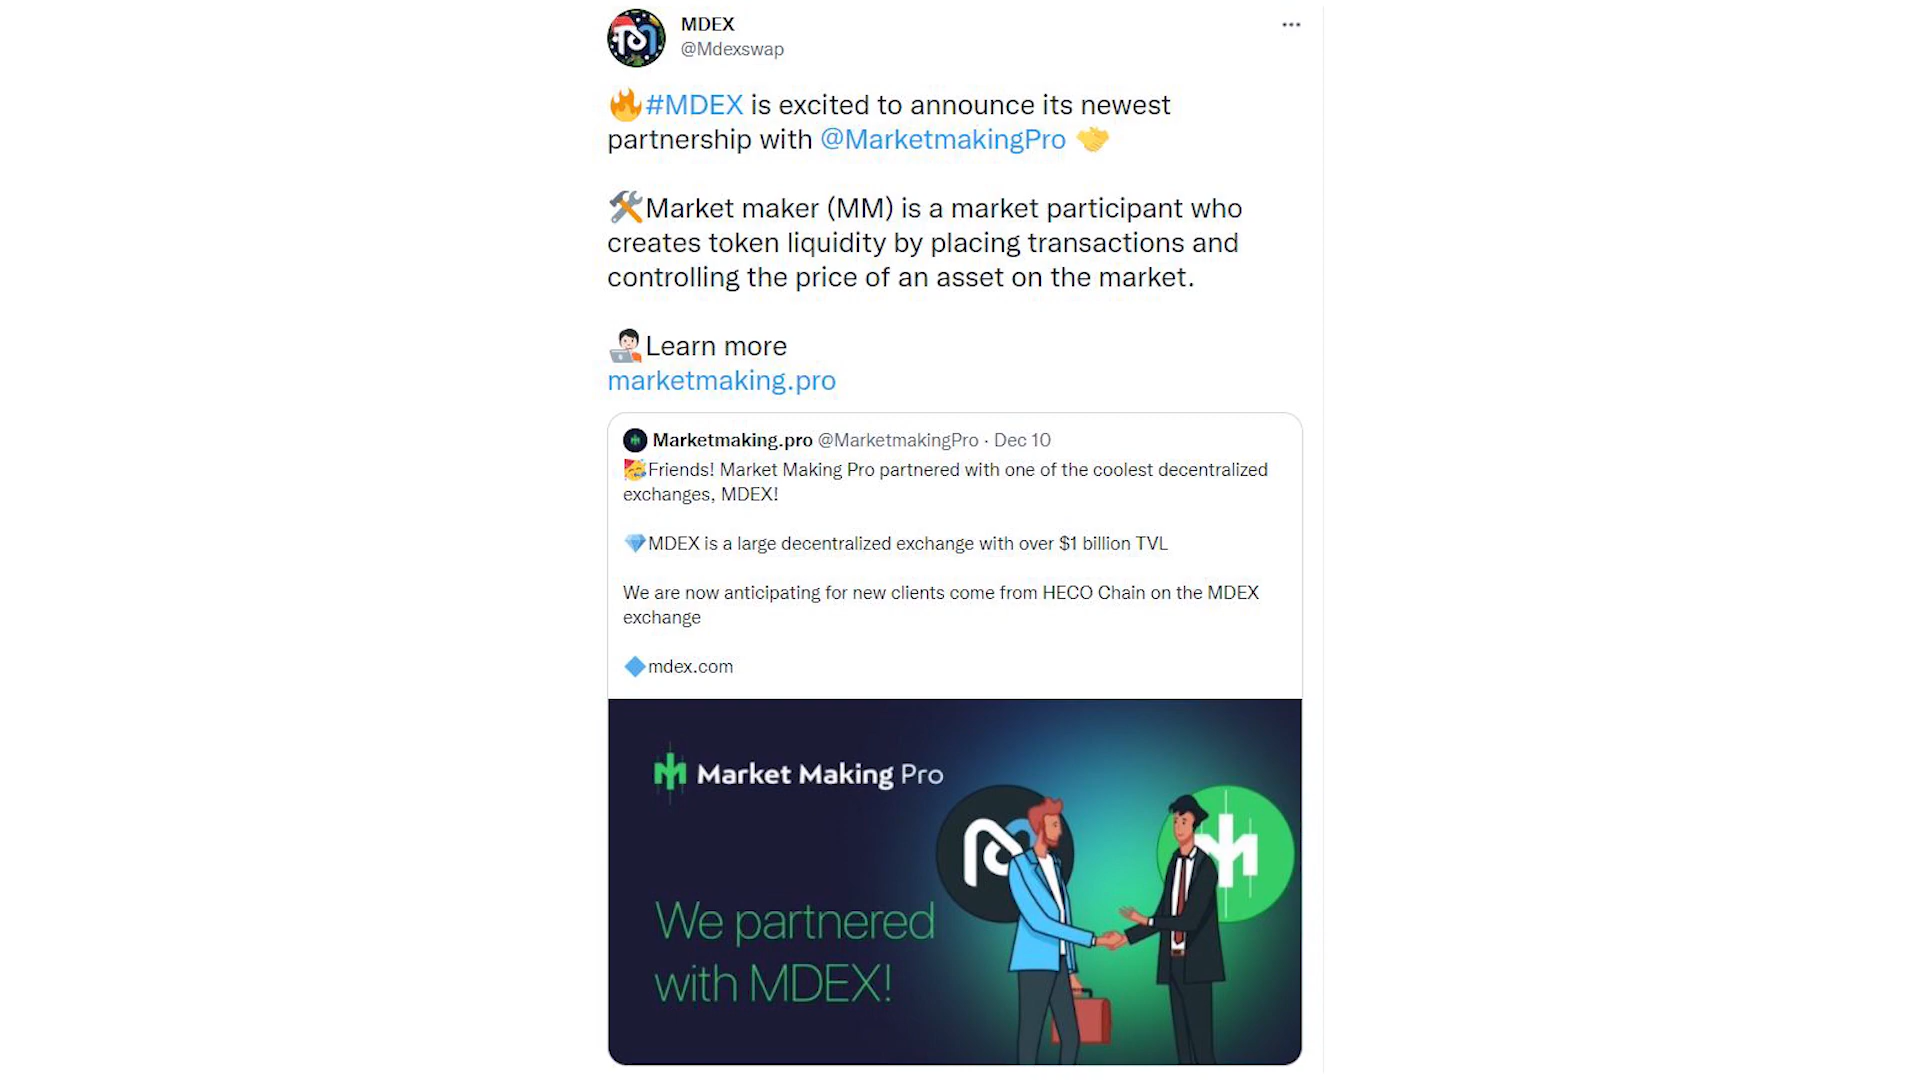 MDEX
@Mdexswap
🔥#MDEX is excited to announce its newest
partnership with @MarketmakingPro 🤝
🛠Market maker (MM) is a market participant who
creates token liquidity by placing transactions and
controlling the price of an asset on the market.
🧑🏻‍💻Learn more
marketmaking.pro
Marketmaking.pro @MarketmakingPro · Dec 10
🥳Friends! Market Making Pro partnered with one of the coolest decentralized
exchanges, MDEX!
💎MDEX is a large decentralized exchange with over $1 billion TVL
We are now anticipating for new clients come from HECO Chain on the MDEX
exchange
🔷mdex.com
Market Making Pro
We partnered
with MDEX!